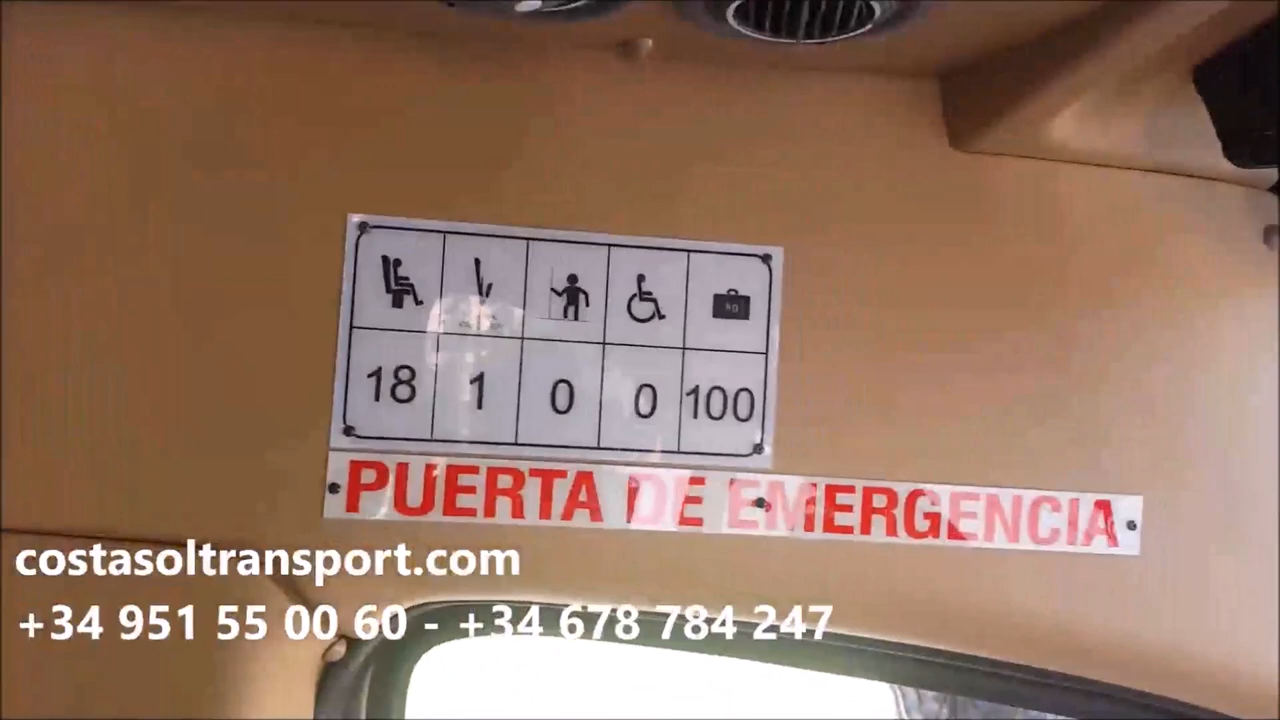 KG
18 1 0 0 100
PUERTA DE EMERGENCIA
costasoltransport.com
+34 951 55 00 60 - +34 678 784 247